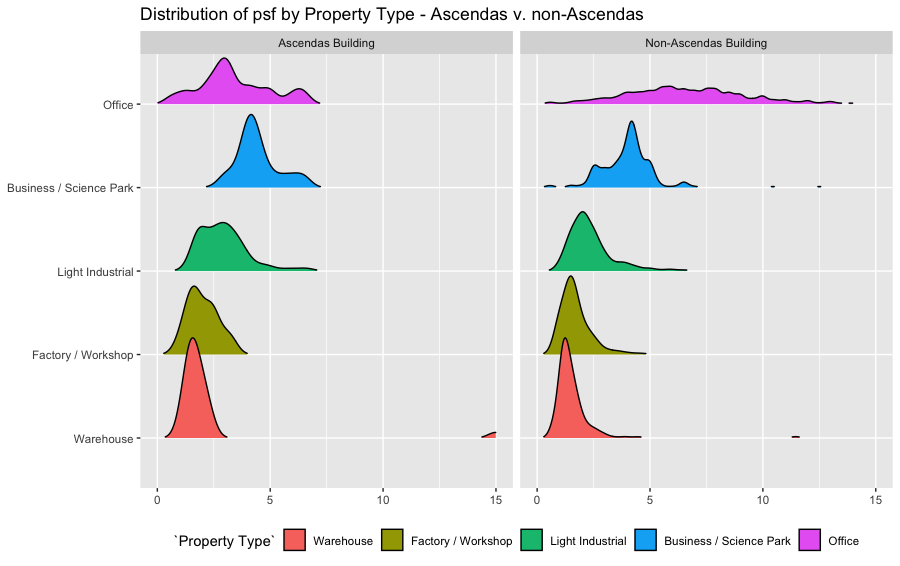 Distribution of psf by Property Type - Ascendas v. non-Ascendas
Ascendas Building
Non-Ascendas Building
Office
Business / Science Park
Light Industrial
Factory / Workshop
Warehouse
0 5 10 15 0 5 10 15
`Property Type` Warehouse Factory / Workshop Light Industrial Business / Science Park Office